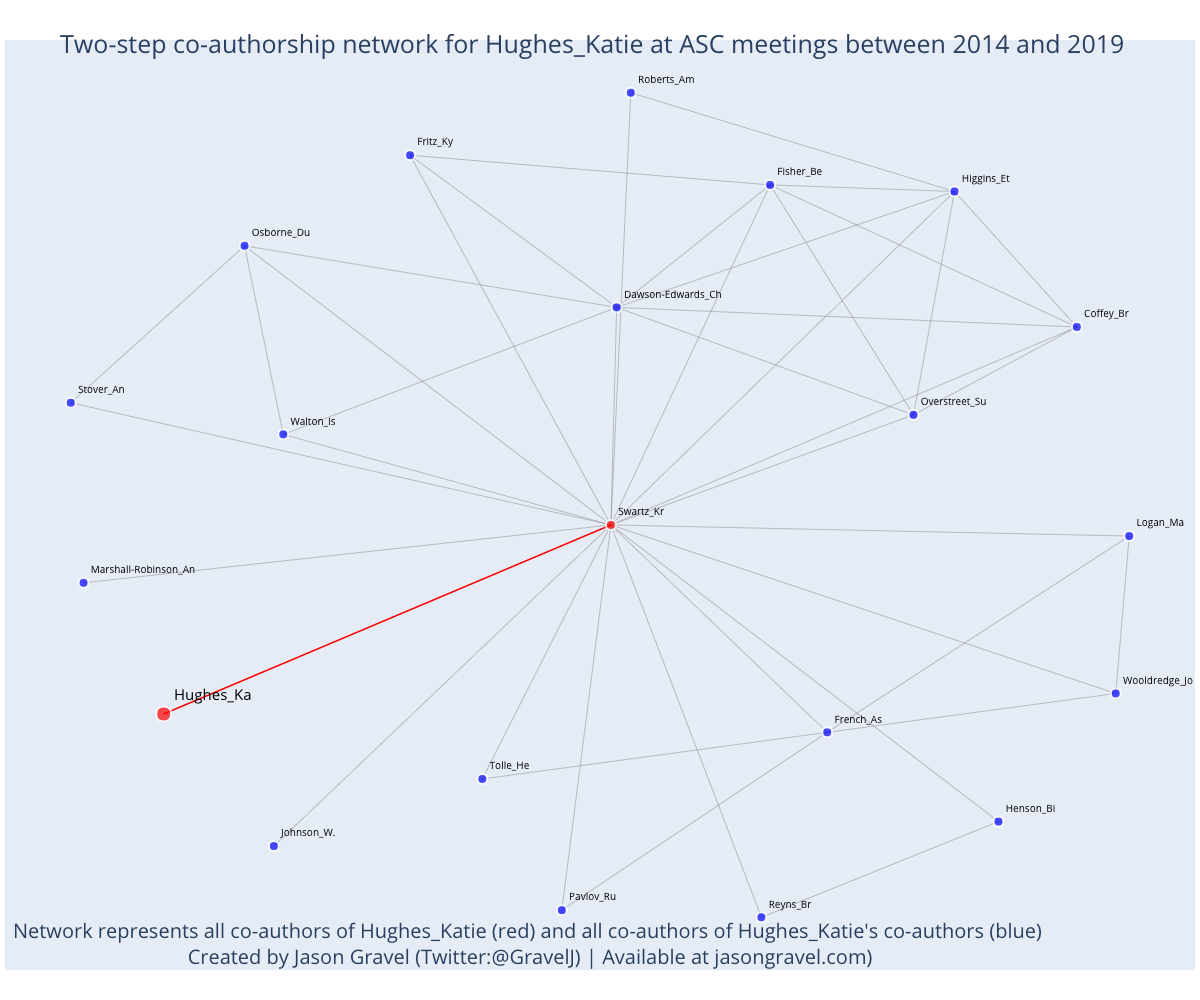 Two-step co-authorship network for Hughes_Katie at ASC meetings between 2014 and 2019
Roberts_Am
Fritz_Ky
Fisher_Be
Higgins_Et
Osborne_Du
Dawson-Edwards_Ch
Coffey_Br
Stover_An
Overstreet_Su
Walton_Is
Swartz_Kr
Logan_Ma
Marshall-Robinson_An
Wooldredge_Jo
Hughes_Ka
French_As
Tolle_He
Henson_Bi
Johnson_W.
Pavlov_Ru
Reyns_Br
Network represents all co-authors of Hughes_Katie (red) and all co-authors of Hughes_Katie's co-authors (blue)
Created by Jason Gravel (Twitter:@GravelJ) | Available at jasongravel.com)